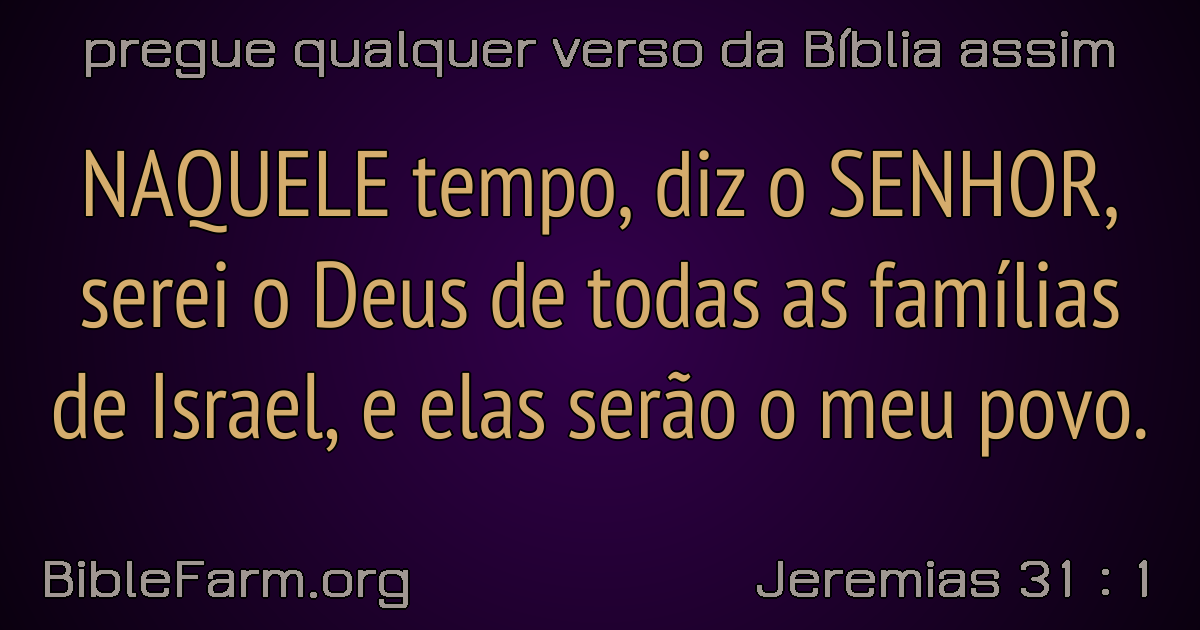 pregue qualquer verso da Bíblia assim
NAQUELE tempo, diz o SENHOR,
serei o Deus de todas as famílias
de Israel, e elas serão o meu povo.
BibleFarm.org
Jeremias 31 : 1